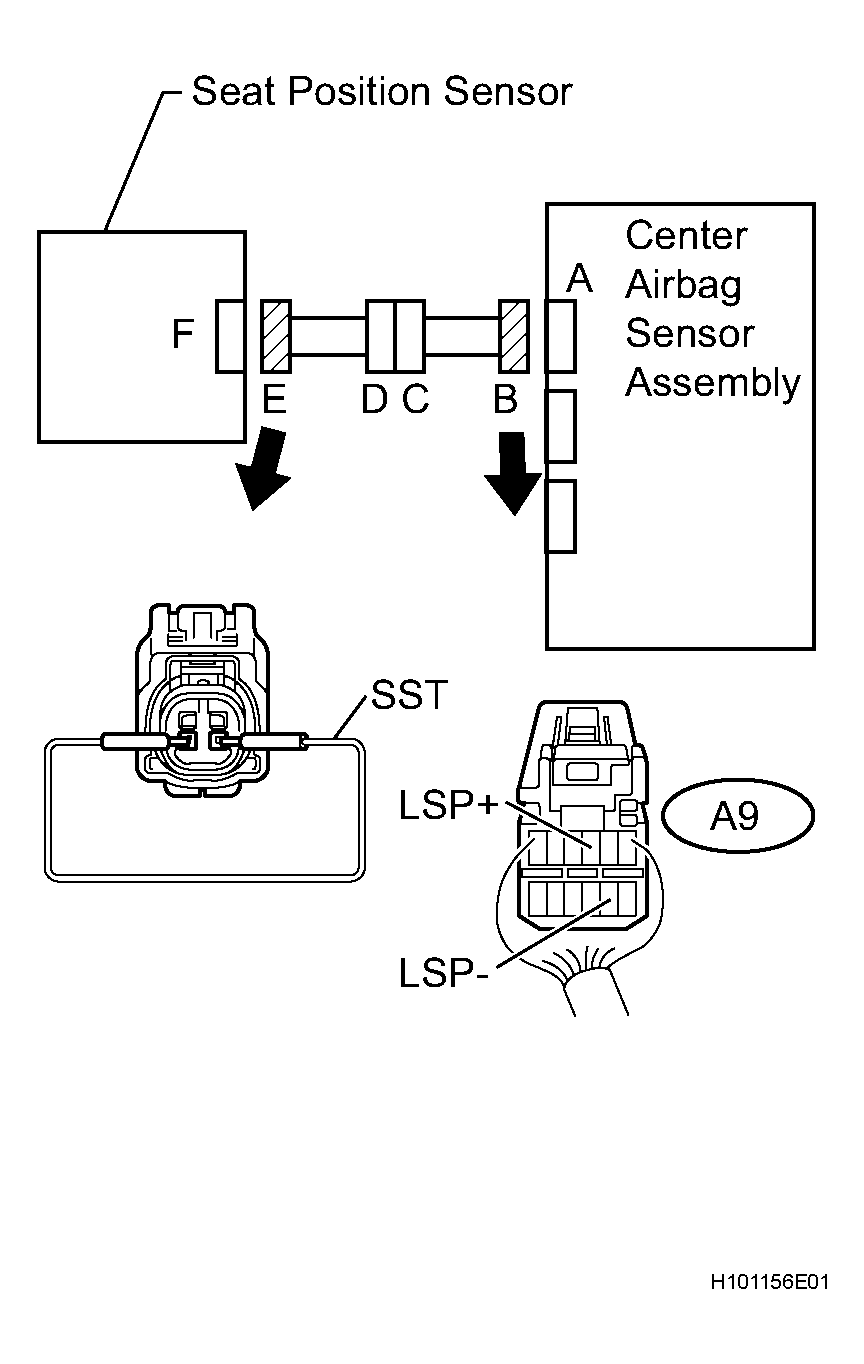 Seat Position Sensor
Center
Airbag
Sensor
Assembly
A
F
E
D
C
B
SST
LSP+
A9
LSP-
H101156E01